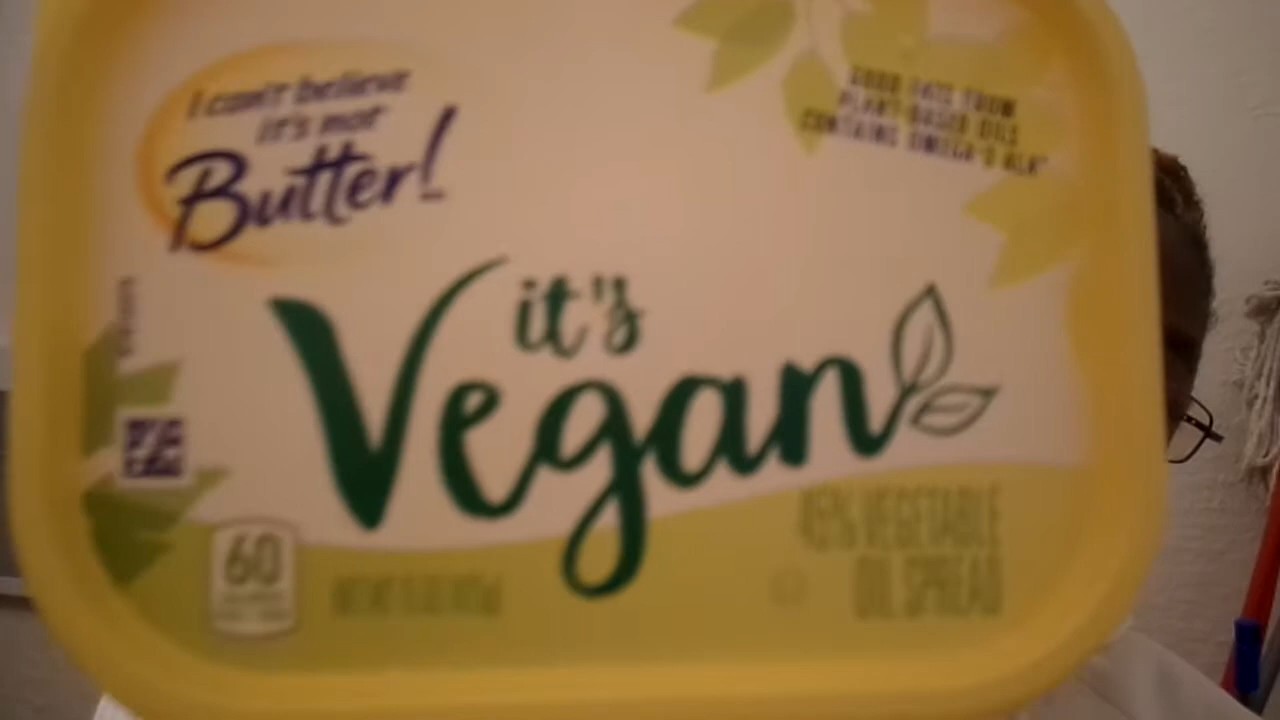 I can't believe
it's not
Butter!
GOOD FATS FROM
PLANT-BASED OILS
CONTAINS OMEGA-3 ALA*
it's
Vegan
60
45% VEGETABLE
OIL SPREAD